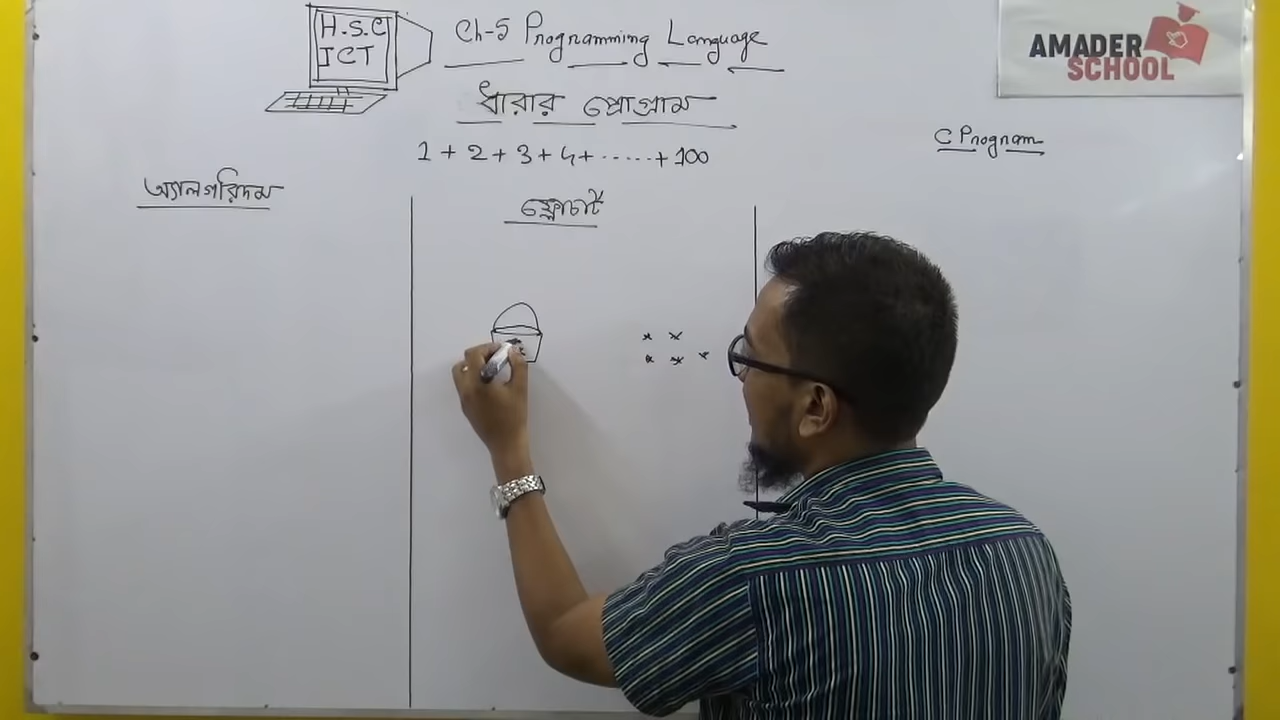 H.S.C
ICT
Ch-5 Programming Language
ধারার প্রোগ্রাম
1 + 2 + 3 + 4 + ...... + 100
AMADER
SCHOOL
C Program
অ্যালগরিদম
ফ্লোচার্ট